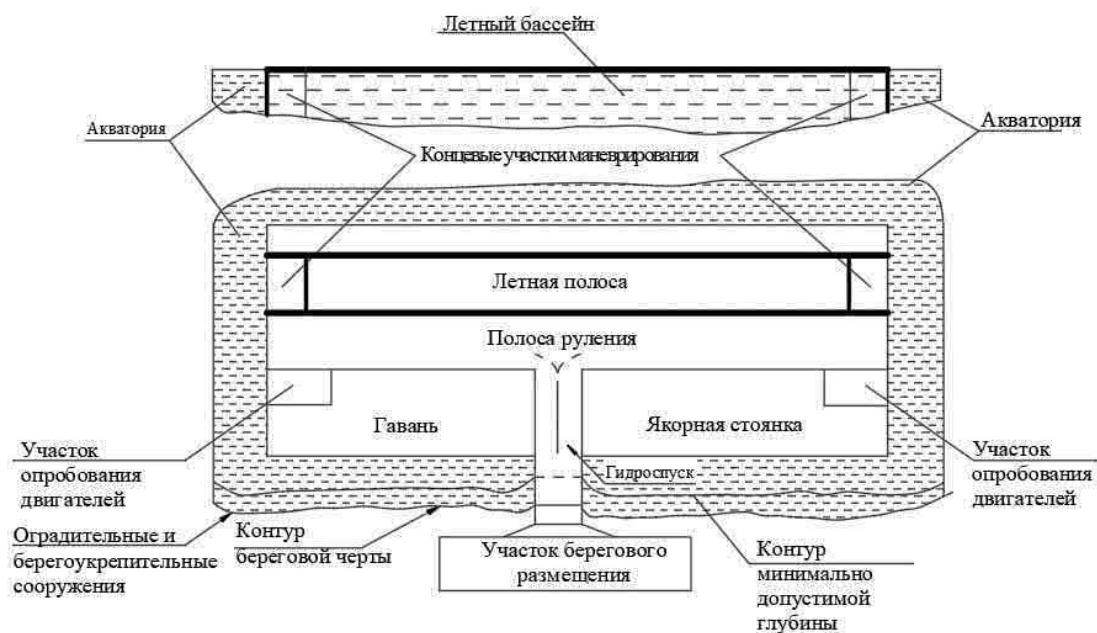 Летный бассейн
Акватория
Акватория
Концевые участки маневрирования
Летная полоса
Полоса руления
Гавань
Якорная стоянка
Участок
опробования
двигателей
Гидроспуск
Участок
опробования
двигателей
Оградительные и
берегоукрепительные
сооружения
Контур
береговой черты
Участок берегового
размещения
Контур
минимально
допустимой
глубины